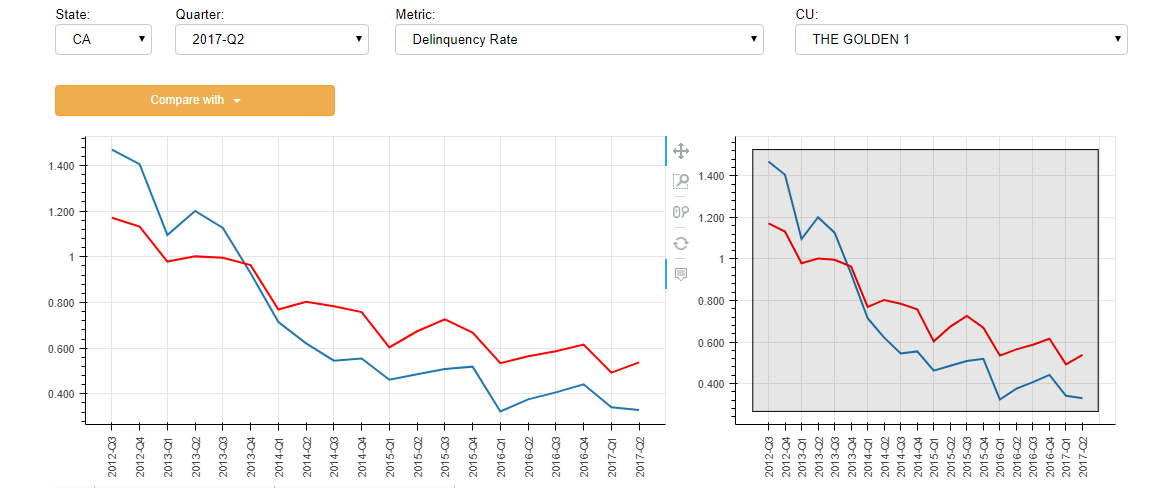 State: Quarter: Metric: CU:
CA 2017-Q2 Delinquency Rate THE GOLDEN 1
Compare with
1.400
1.200
1
0.800
0.600
0.400
2012-Q3 2012-Q4 2013-Q1 2013-Q2 2013-Q3 2013-Q4 2014-Q1 2014-Q2 2014-Q3 2014-Q4 2015-Q1 2015-Q2 2015-Q3 2015-Q4 2016-Q1 2016-Q2 2016-Q3 2016-Q4 2017-Q1 2017-Q2
1.400
1.200
1
0.800
0.600
0.400
2012-Q3 2012-Q4 2013-Q1 2013-Q2 2013-Q3 2013-Q4 2014-Q1 2014-Q2 2014-Q3 2014-Q4 2015-Q1 2015-Q2 2015-Q3 2015-Q4 2016-Q1 2016-Q2 2016-Q3 2016-Q4 2017-Q1 2017-Q2